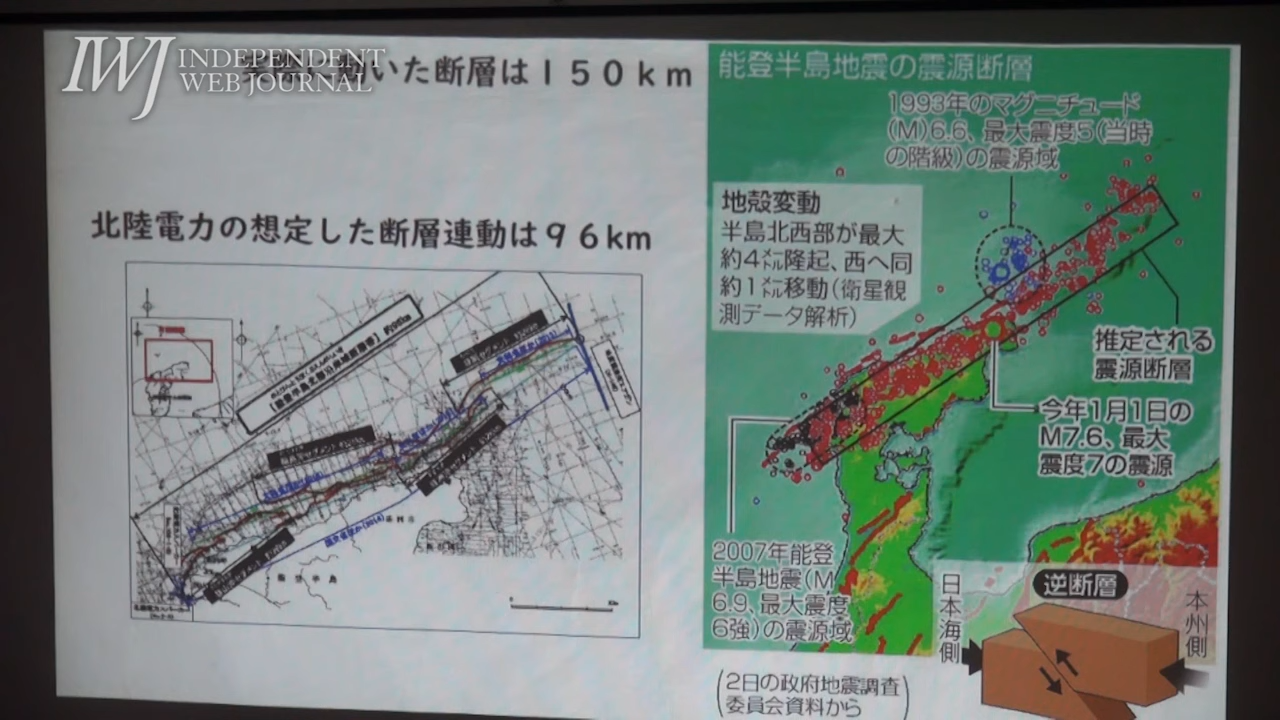 IWJ INDEPENDENT
WEB JOURNAL
いた断層は１５０ｋｍ
北陸電力の想定した断層連動は９６km
能登半島地震の震源断層
1993年のマグニチュード
(M)6.6、最大震度5(当時
の階級)の震源域
地殻変動
半島北西部が最大
約4㍍隆起、西へ同
約1㍍移動(衛星観
測データ解析)
推定される
震源断層
今年1月1日の
M7.6、最大
震度7の震源
2007年能登
半島地震(M
6.9、最大震度
6強)の震源域
逆断層
日本海側
本州側
(2日の政府地震調査
委員会資料から